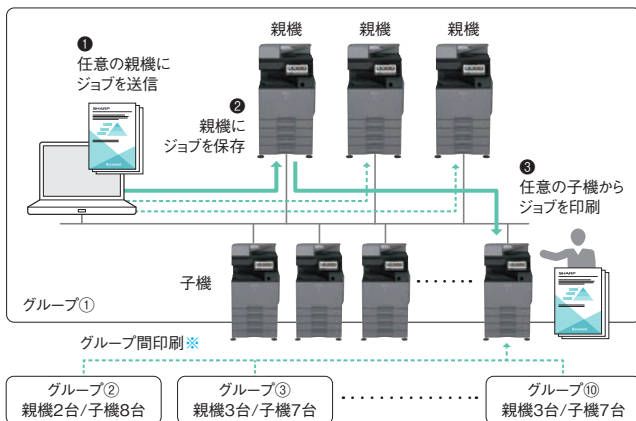 親機
親機
親機
❶
任意の親機に
ジョブを送信
SHARP
❷
親機に
ジョブを保存
❸
任意の子機から
ジョブを印刷
子機
SHARP
グループ①
グループ間印刷※
グループ②
親機2台/子機8台
グループ③
親機3台/子機7台
グループ⑩
親機3台/子機7台